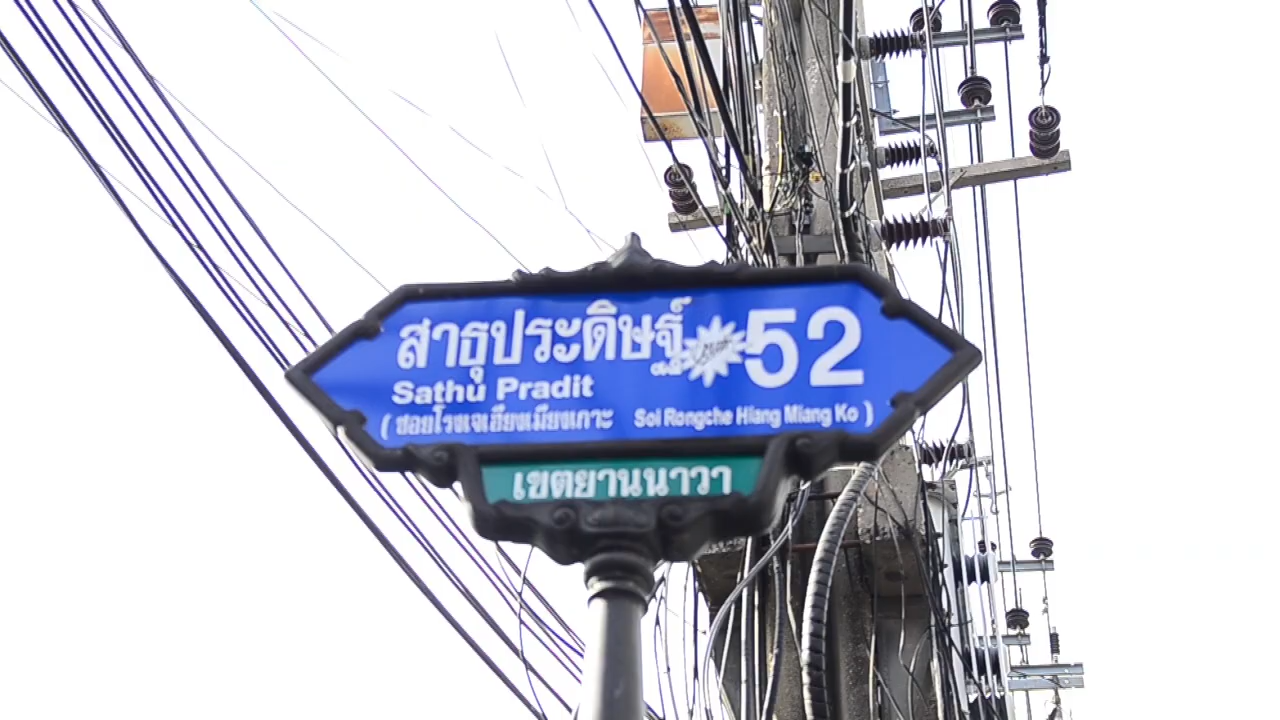 สาธุประดิษฐ์ 52
Sathu Pradit
(ซอยโรงเจเฮียงเมียงเกาะ Soi Rongche Hiang Miang Ko)
เขตยานนาวา